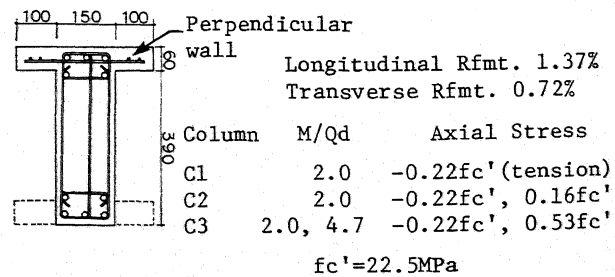 100 150 100
Perpendicular
wall
60
390
Longitudinal Rfmt. 1.37%
Transverse Rfmt. 0.72%
Column M/Qd Axial Stress
C1 2.0 -0.22fc'(tension)
C2 2.0 -0.22fc', 0.16fc'
C3 2.0, 4.7 -0.22fc', 0.53fc'
fc'=22.5MPa